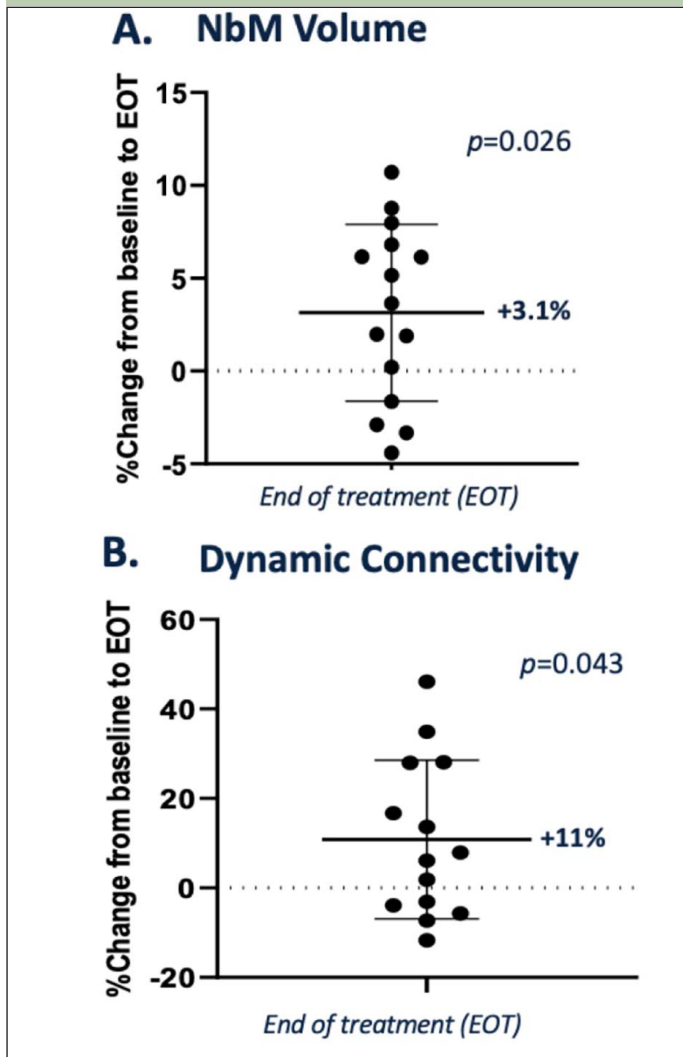 A. NbM Volume
%Change from baseline to EOT
15
p=0.026
10
5
+3.1%
0
-5
End of treatment (EOT)
B. Dynamic Connectivity
%Change from baseline to EOT
60
p=0.043
40
20
+11%
0
-20
End of treatment (EOT)